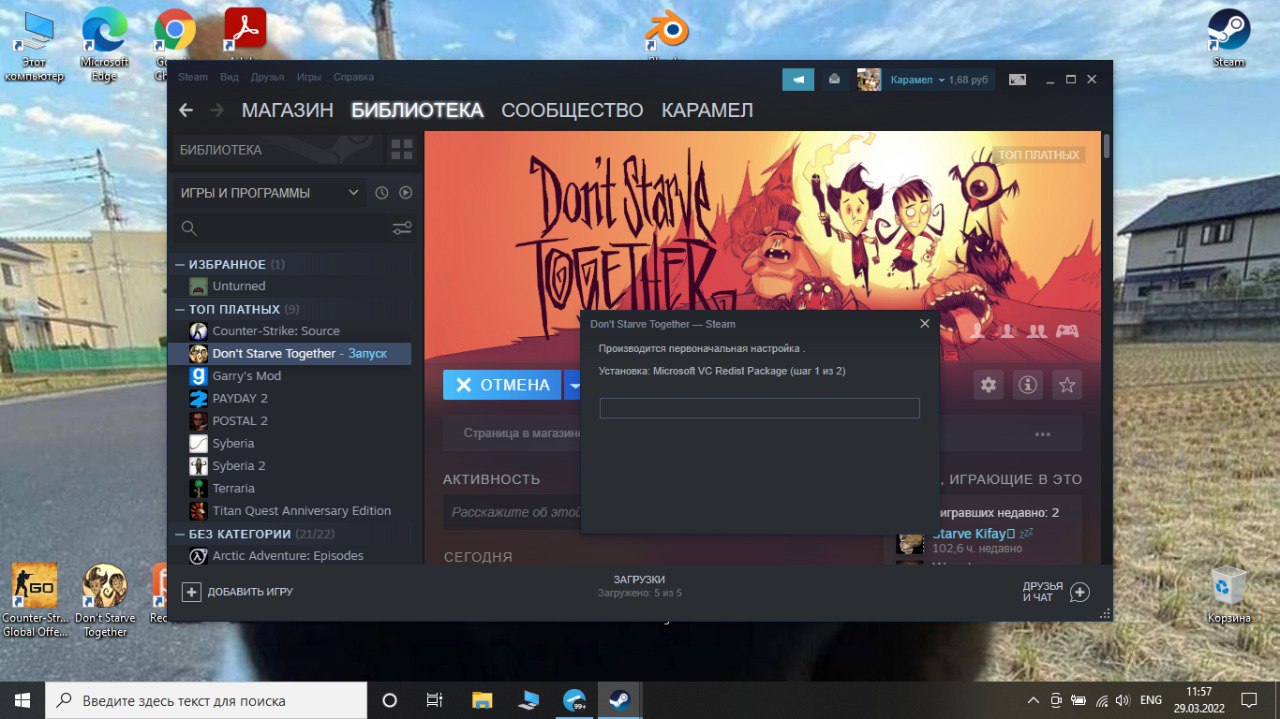 Этот
компьютер
Microsoft
Edge
Steam
Steam Вид Друзья Игры Справка
Карамел 1,68 руб
МАГАЗИН БИБЛИОТЕКА СООБЩЕСТВО КАРАМЕЛ
БИБЛИОТЕКА
ИГРЫ И ПРОГРАММЫ
— ИЗБРАННОЕ (1)
Unturned
— ТОП ПЛАТНЫХ (9)
Counter-Strike: Source
Don't Starve Together - Запуск
Garry's Mod
PAYDAY 2
POSTAL 2
Syberia
Syberia 2
Terraria
Titan Quest Anniversary Edition
— БЕЗ КАТЕГОРИИ (21/22)
Arctic Adventure: Episodes
ТОП ПЛАТНЫХ
Don't Starve
TOGETHER
ОТМЕНА
Страница в магазин
АКТИВНОСТЬ
Расскажите об этой
СЕГОДНЯ
Don't Starve Together — Steam
Производится первоначальная настройка .
Установка: Microsoft VC Redist Package (шаг 1 из 2)
, ИГРАЮЩИЕ В ЭТО
игравших недавно: 2
Starve Kifay zzZ
102,6 ч. недавно
ДОБАВИТЬ ИГРУ
ЗАГРУЗКИ
Загружено: 5 из 5
ДРУЗЬЯ
И ЧАТ
GO
Counter-Str...
Global Offe...
Don't Starve
Together
Корзина
Введите здесь текст для поиска
99+
ENG
11:57
29.03.2022